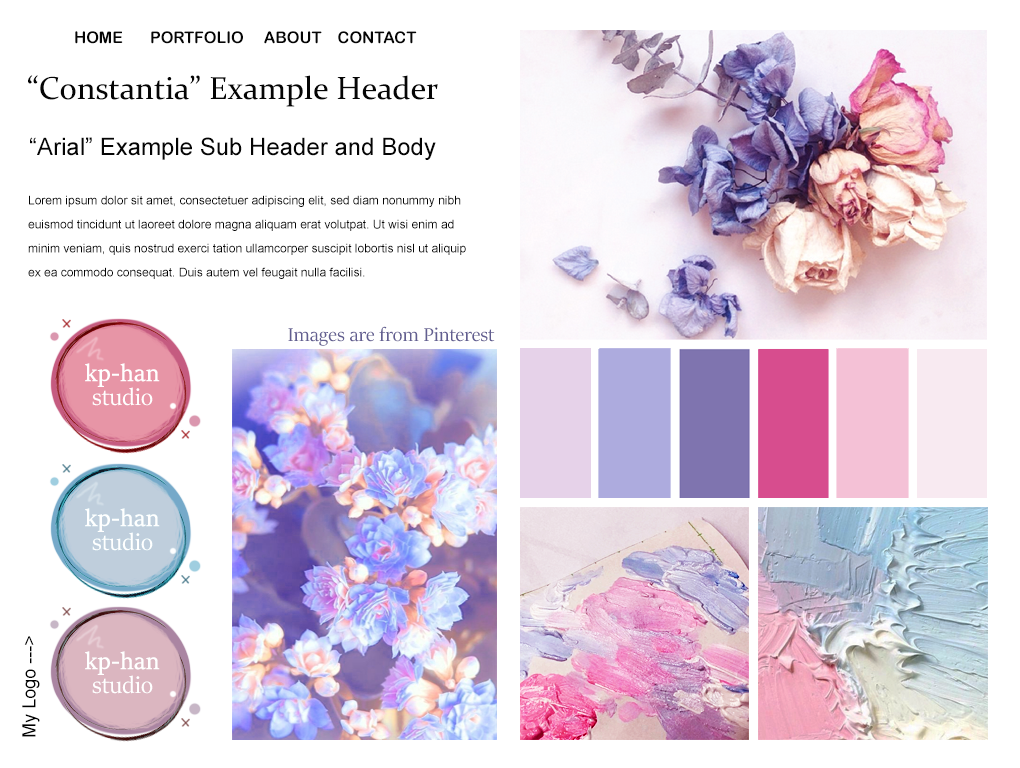 HOME PORTFOLIO ABOUT CONTACT
“Constantia” Example Header
“Arial” Example Sub Header and Body
Lorem ipsum dolor sit amet, consectetuer adipiscing elit, sed diam nonummy nibh
euismod tincidunt ut laoreet dolore magna aliquam erat volutpat. Ut wisi enim ad
minim veniam, quis nostrud exerci tation ullamcorper suscipit lobortis nisl ut aliquip
ex ea commodo consequat. Duis autem vel feugait nulla facilisi.
Images are from Pinterest
kp-han
studio
kp-han
studio
kp-han
studio
My Logo --->